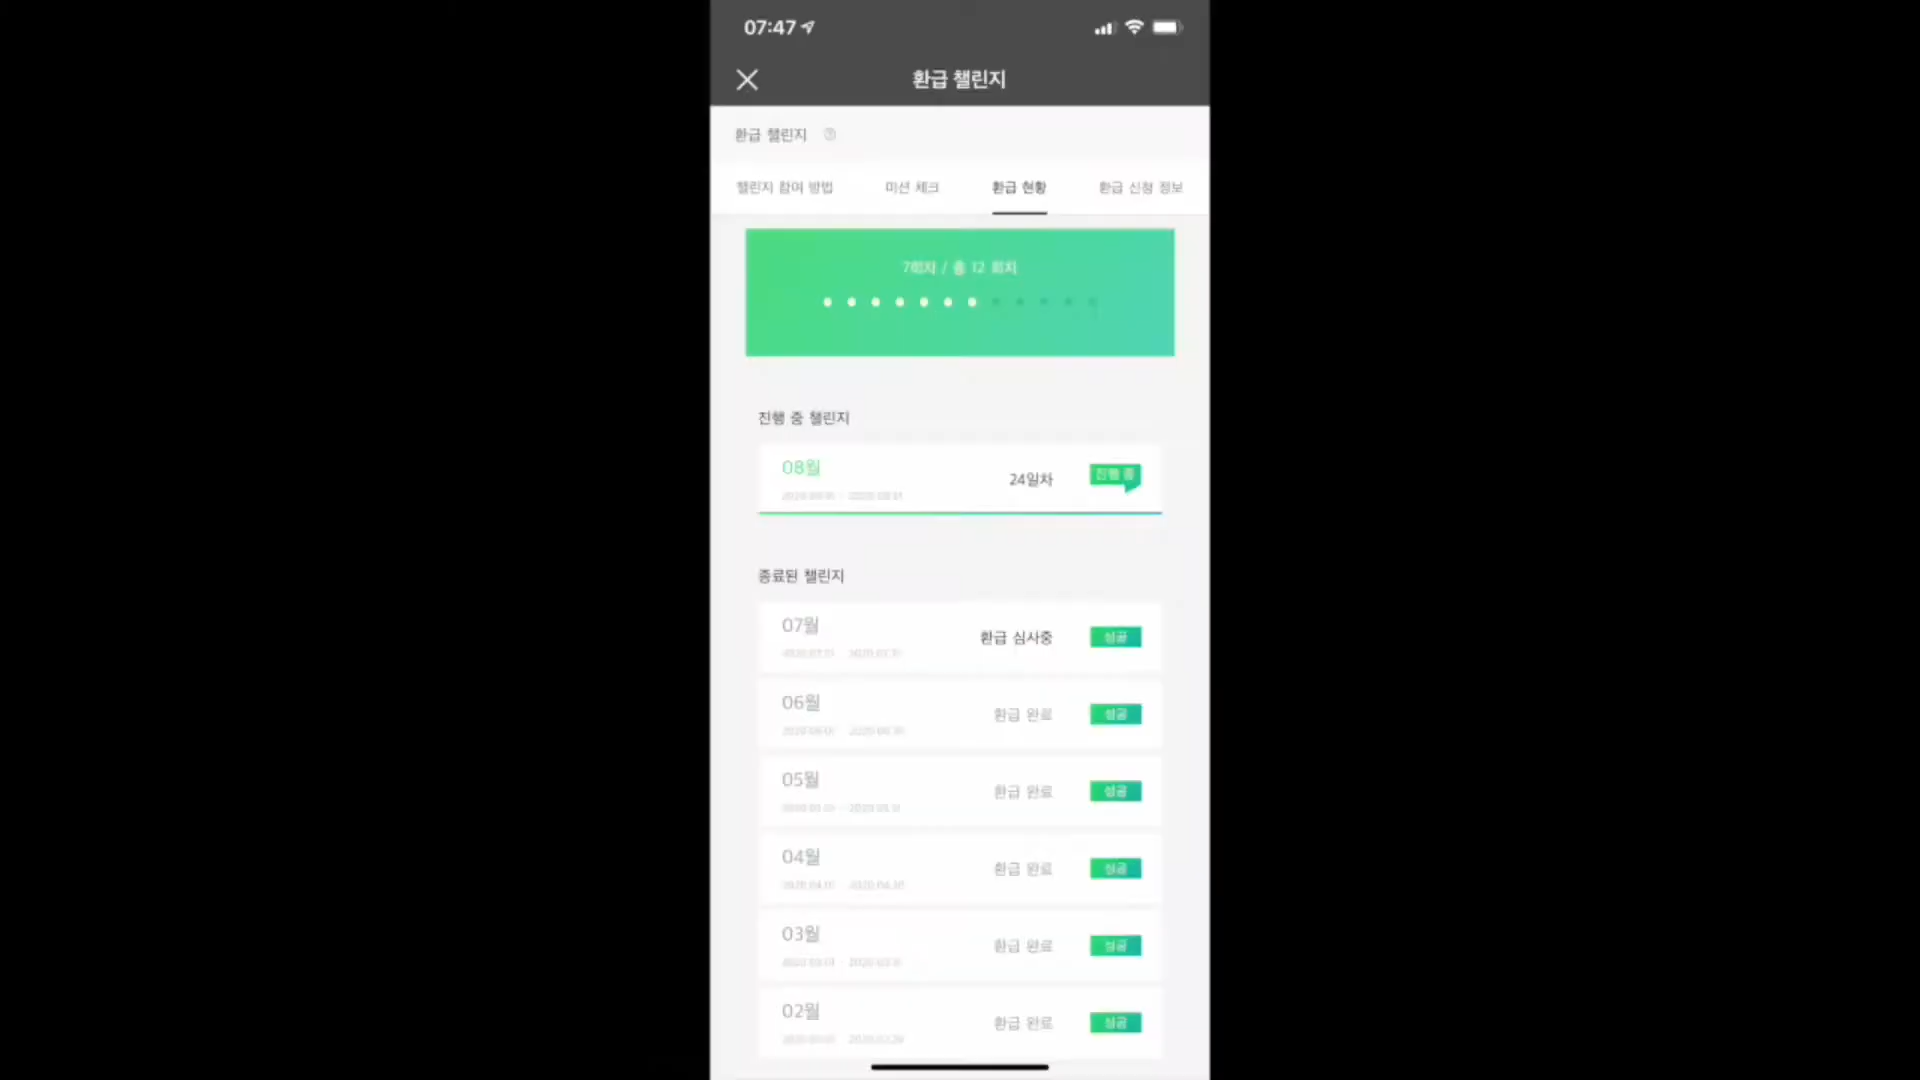 07:47
환급 챌린지
환급 챌린지
챌린지 참여 방법 미션 체크 환급 현황 환급 신청 정보
7회차 / 총 12 회차
진행 중 챌린지
08월 24일차 진행 중
종료된 챌린지
07월 환급 심사중 성공
06월 환급 완료 성공
05월 환급 완료 성공
04월 환급 완료 성공
03월 환급 완료 성공
02월 환급 완료 성공